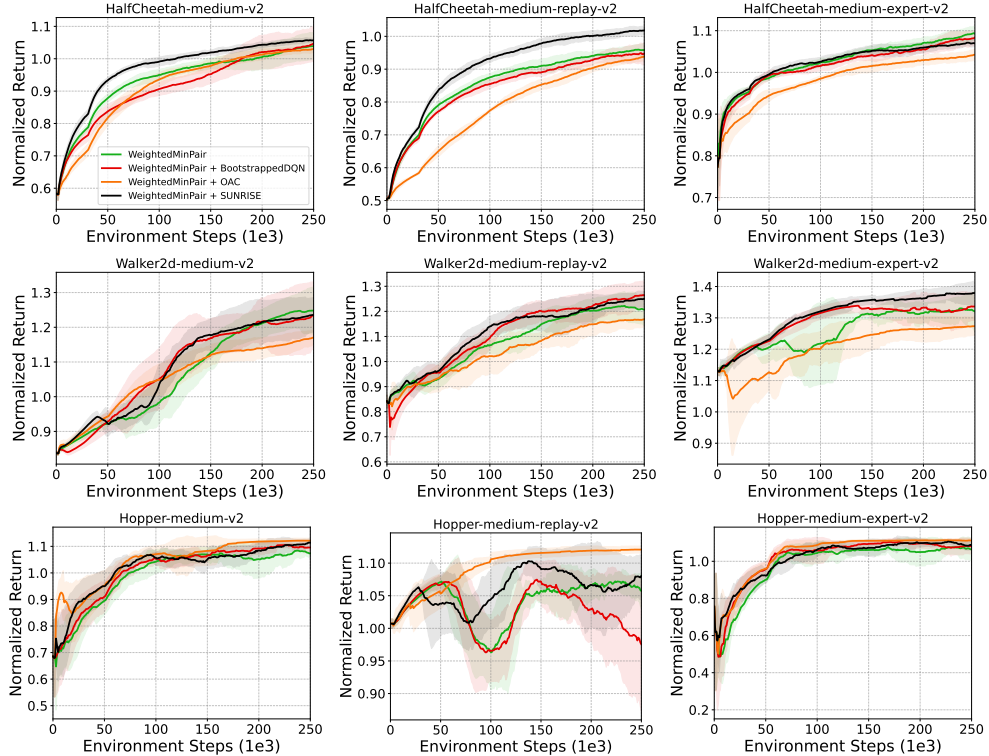 HalfCheetah-medium-v2
Normalized Return
1.1
1.0
0.9
0.8
0.7
0.6
WeightedMinPair
WeightedMinPair + BootstrappedDQN
WeightedMinPair + OAC
WeightedMinPair + SUNRISE
0 50 100 150 200 250
Environment Steps (1e3)
HalfCheetah-medium-replay-v2
Normalized Return
1.0
0.9
0.8
0.7
0.6
0.5
0 50 100 150 200 250
Environment Steps (1e3)
HalfCheetah-medium-expert-v2
Normalized Return
1.1
1.0
0.9
0.8
0.7
0 50 100 150 200 250
Environment Steps (1e3)
Walker2d-medium-v2
Normalized Return
1.3
1.2
1.1
1.0
0.9
0 50 100 150 200 250
Environment Steps (1e3)
Walker2d-medium-replay-v2
Normalized Return
1.3
1.2
1.1
1.0
0.9
0.8
0.7
0.6
0 50 100 150 200 250
Environment Steps (1e3)
Walker2d-medium-expert-v2
Normalized Return
1.4
1.3
1.2
1.1
1.0
0.9
0 50 100 150 200 250
Environment Steps (1e3)
Hopper-medium-v2
Normalized Return
1.1
1.0
0.9
0.8
0.7
0.6
0.5
0 50 100 150 200 250
Environment Steps (1e3)
Hopper-medium-replay-v2
Normalized Return
1.10
1.05
1.00
0.95
0.90
0 50 100 150 200 250
Environment Steps (1e3)
Hopper-medium-expert-v2
Normalized Return
1.0
0.8
0.6
0.4
0.2
0 50 100 150 200 250
Environment Steps (1e3)